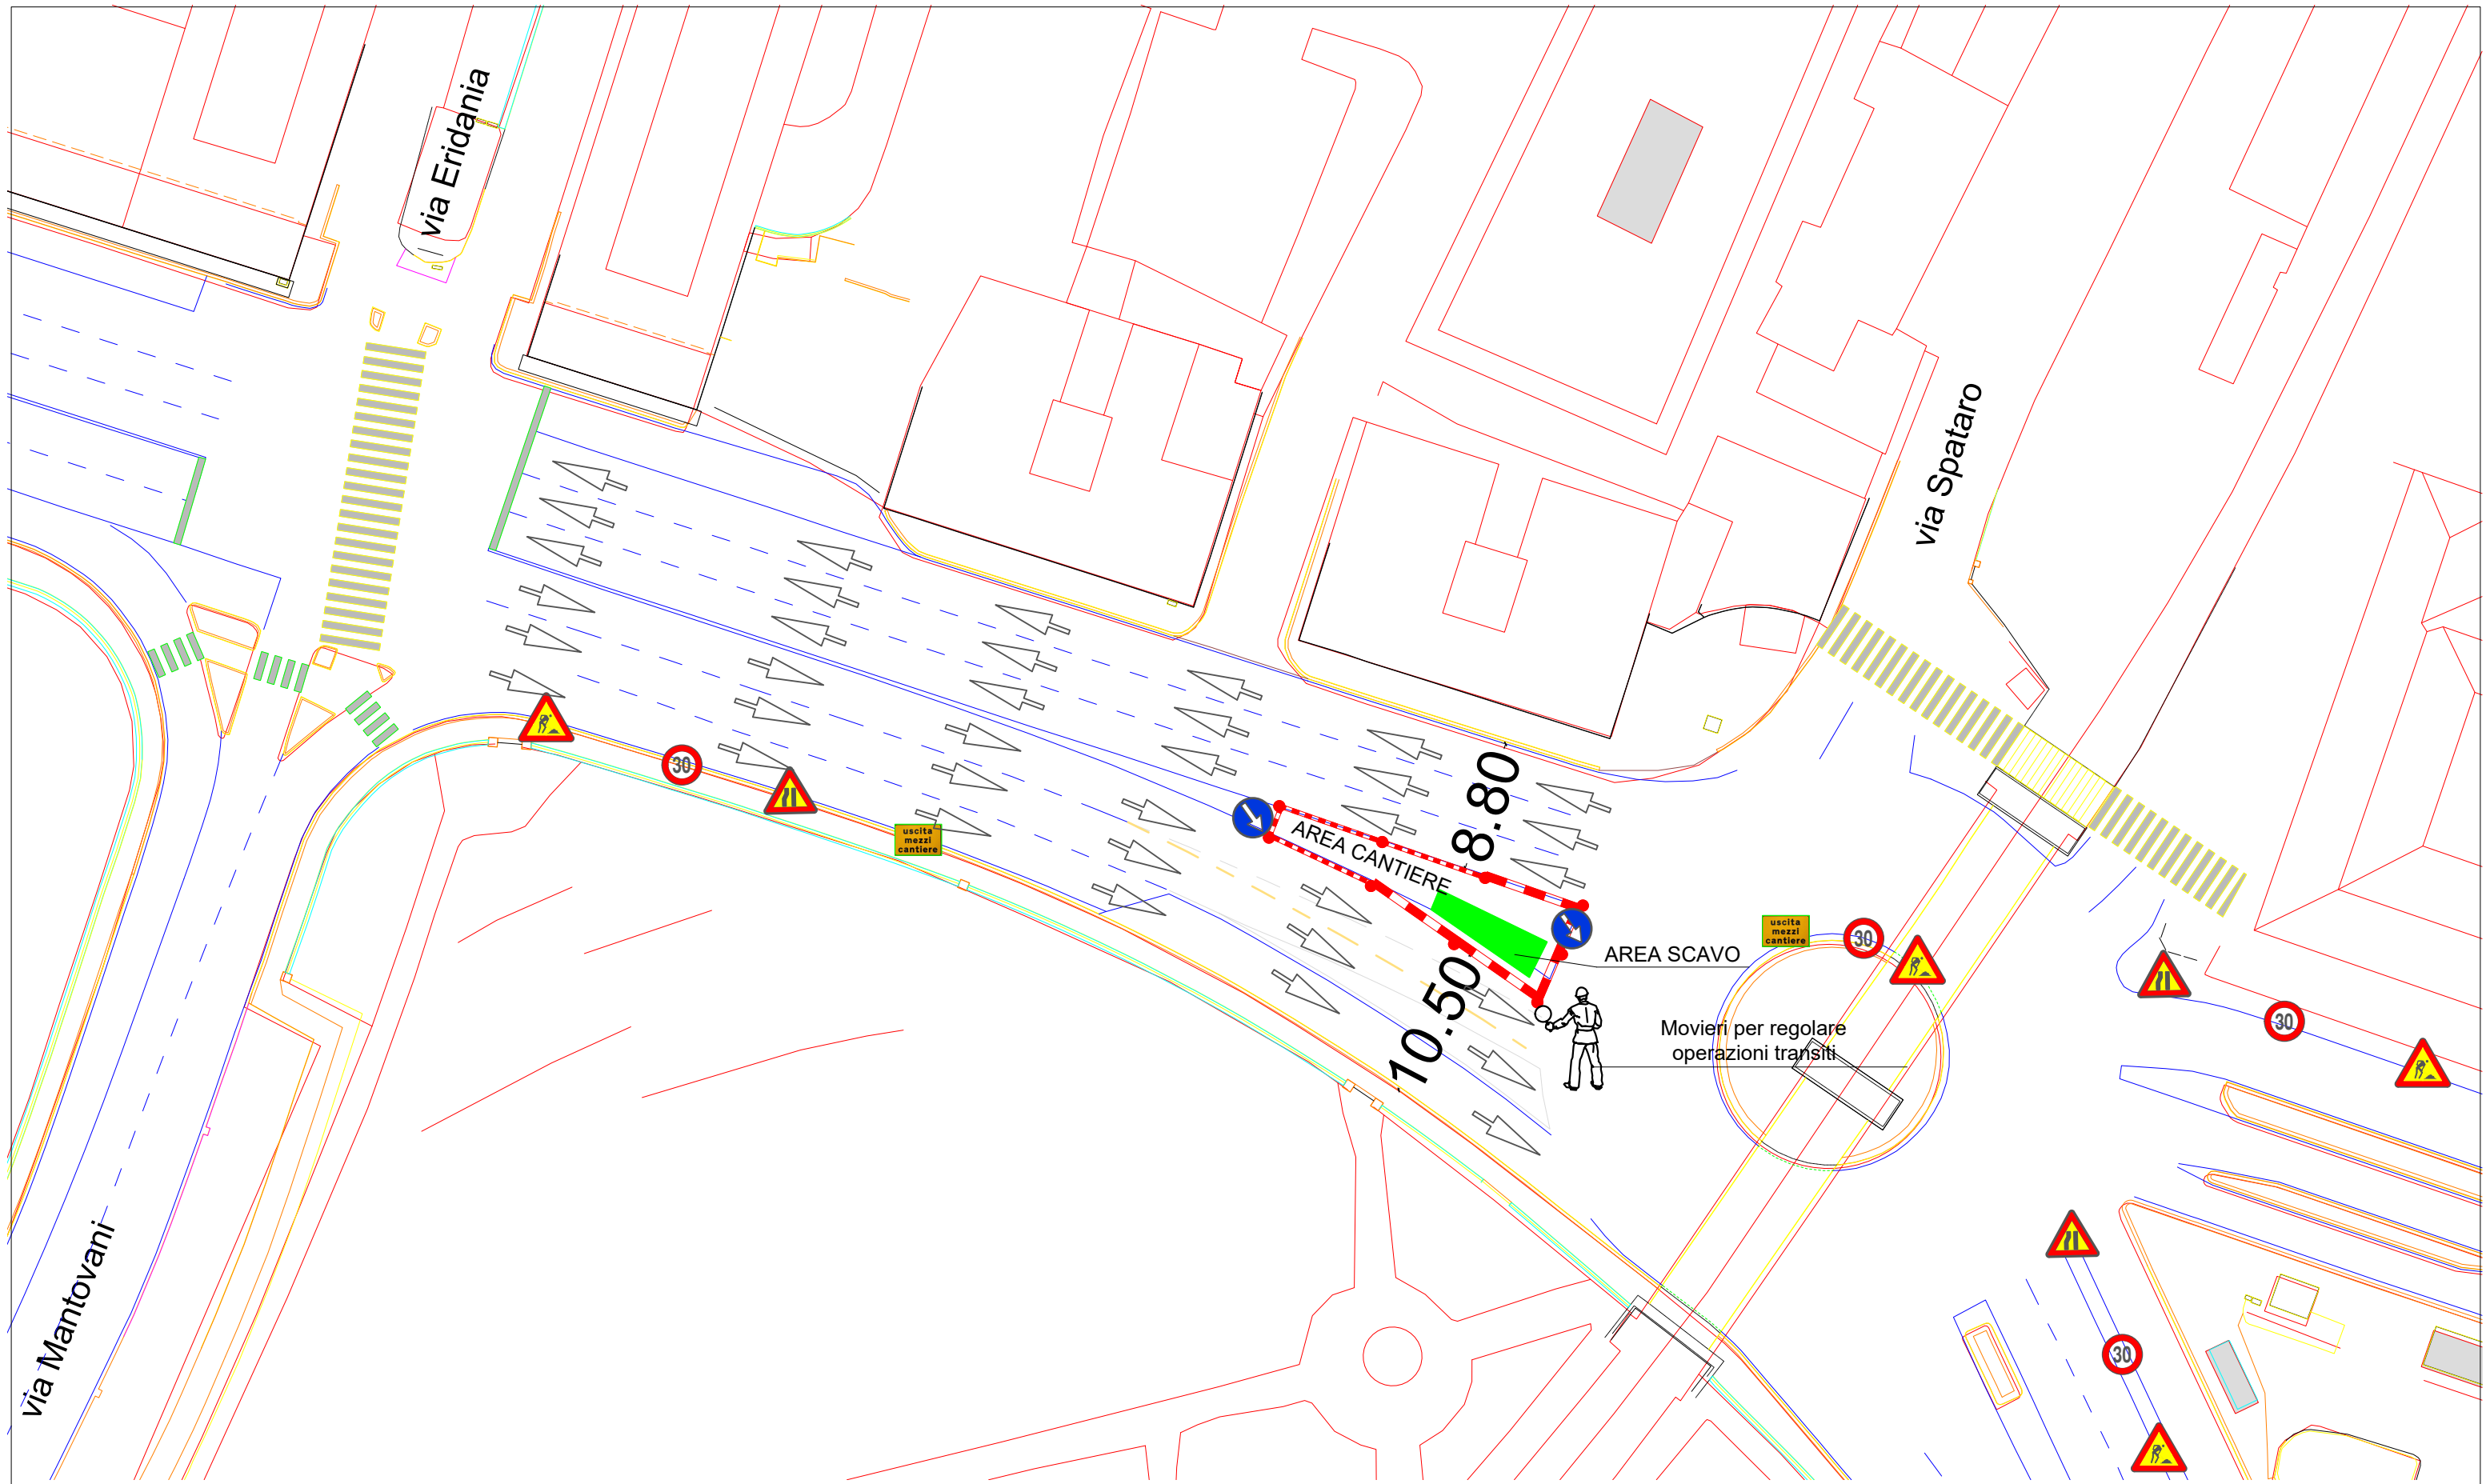 via Eridania
via Spataro
30
8.80
uscita
mezzi
cantiere
AREA CANTIERE
uscita
mezzi
cantiere
30
AREA SCAVO
10.50
30
Movieri per regolare
operazioni transiti
via Mantovani
30